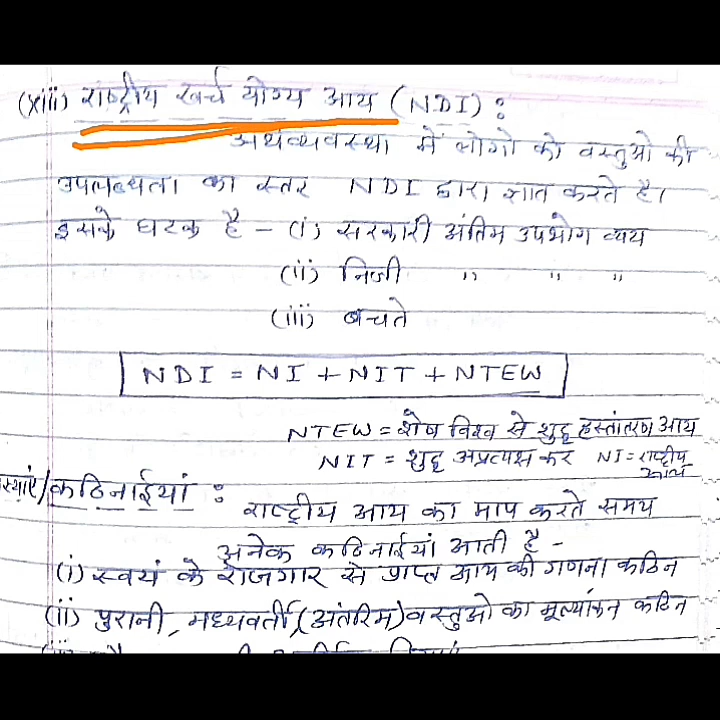 (xiii) राष्ट्रीय खर्च योग्य आय (NDI) :
अर्थव्यवस्था में लोगो को वस्तुओ की
उपलब्धता का स्तर NDI द्वारा ज्ञात करते है।
इसके घटक है - (i) सरकारी अंतिम उपभोग व्यय
(ii) निजी " " "
(iii) बचते
NDI = NI + NIT + NTEW
NTEW = शेष विश्व से शुद्ध हस्तांतरण आय
NIT = शुद्ध अप्रत्यक्ष कर NI = राष्ट्रीय
आय
स्याएं/कठिनाईयां :
राष्ट्रीय आय का माप करते समय
अनेक कठिनाईयां आती है -
(i) स्वयं के रोजगार से प्राप्त आय की गणना कठिन
(ii) पुरानी, मध्यवर्ती (अंतरिम) वस्तुओ का मूल्यांकन कठिन